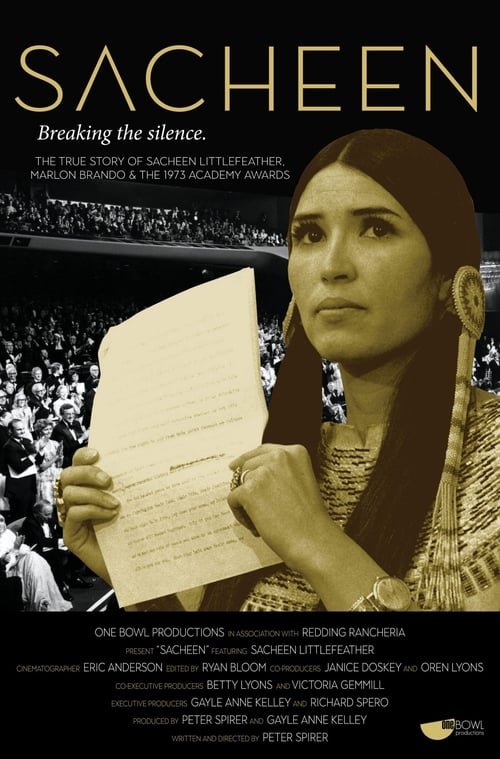 SACHEEN
Breaking the silence.
THE TRUE STORY OF SACHEEN LITTLEFEATHER,
MARLON BRANDO & THE 1973 ACADEMY AWARDS
ONE BOWL PRODUCTIONS IN ASSOCIATION WITH REDDING RANCHERIA
PRESENT "SACHEEN" FEATURING SACHEEN LITTLEFEATHER
CINEMATOGRAPHER ERIC ANDERSON EDITED BY RYAN BLOOM CO-PRODUCERS JANICE DOSKEY AND OREN LYONS
CO-EXECUTIVE PRODUCERS BETTY LYONS AND VICTORIA GEMMILL
EXECUTIVE PRODUCERS GAYLE ANNE KELLEY AND RICHARD SPERO
PRODUCED BY PETER SPIRER AND GAYLE ANNE KELLEY
WRITTEN AND DIRECTED BY PETER SPIRER
ONE BOWL
productions